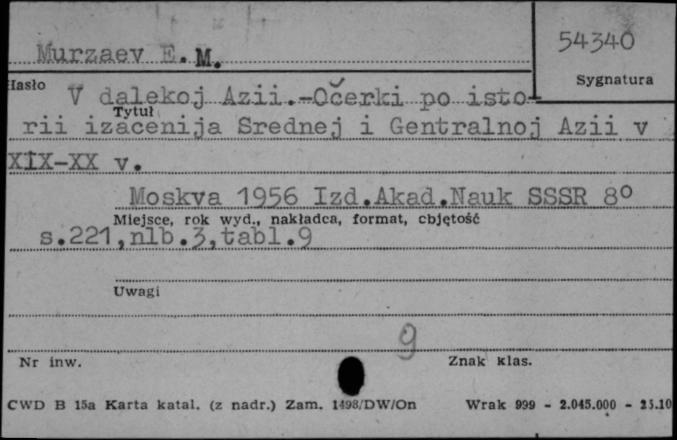 Murzaev E.M.
54340
Hasło
Sygnatura
V dalekoj Azii.-Očerki po isto-
Tytuł
rii izacenija Srednej i Gentralnoj Azii v
XIX-XX v.
Moskva 1956 Izd.Akad.Nauk SSSR 8°
Miejsce, rok wyd., nakładca, format, cbjętość
s.221,nlb.3,tabl.9
Uwagi
9
Nr inw.
Znak klas.
CWD B 15a Karta katal. (z nadr.) Zam. 1498/DW/On
Wrak 999 - 2.045.000 - 25.10